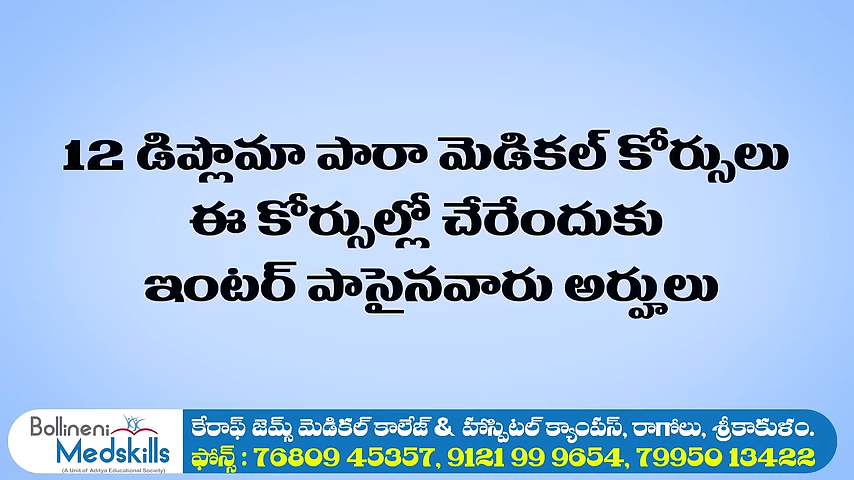 12 డిప్లొమా పారా మెడికల్ కోర్సులు
ఈ కోర్సుల్లో చేరేందుకు
ఇంటర్ పాసైనవారు అర్హులు
Bollineni
Medskills
(A Unit of Aditya Educational Society)
కేరాఫ్ జెమ్స్ మెడికల్ కాలేజ్ & హాస్పిటల్ క్యాంపస్, రాగోలు, శ్రీకాకుళం.
ఫోన్స్ : 76809 45357, 9121 99 9654, 79950 13422